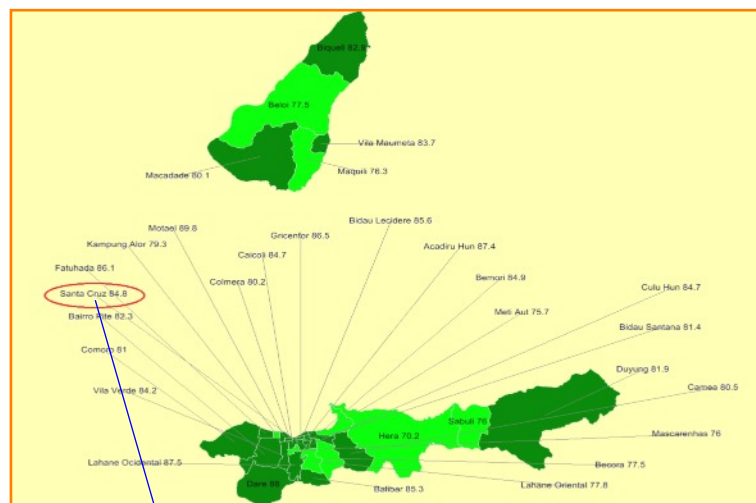 Biqueli 82.9
Beloi 77.5
Vila Maumeta 83.7
Maquili 76.3
Macadade 80.1
Bidau Lecidere 85.6
Motael 89.8
Gricenfor 86.5
Kampung Alor 79.3
Acadiru Hun 87.4
Caicoli 84.7
Fatuhada 86.1
Bemori 84.9
Colmera 80.2
Culu Hun 84.7
Santa Cruz 84.8
Meti Aut 75.7
Bairro Pite 82.3
Bidau Santana 81.4
Comoro 81
Duyung 81.9
Camea 80.5
Vila Verde 84.2
Sabuli 76
Hera 70.2
Mascarenhas 76
Lahane Ocidental 87.5
Becora 77.5
Dare 88
Balibar 85.3
Lahane Oriental 77.8